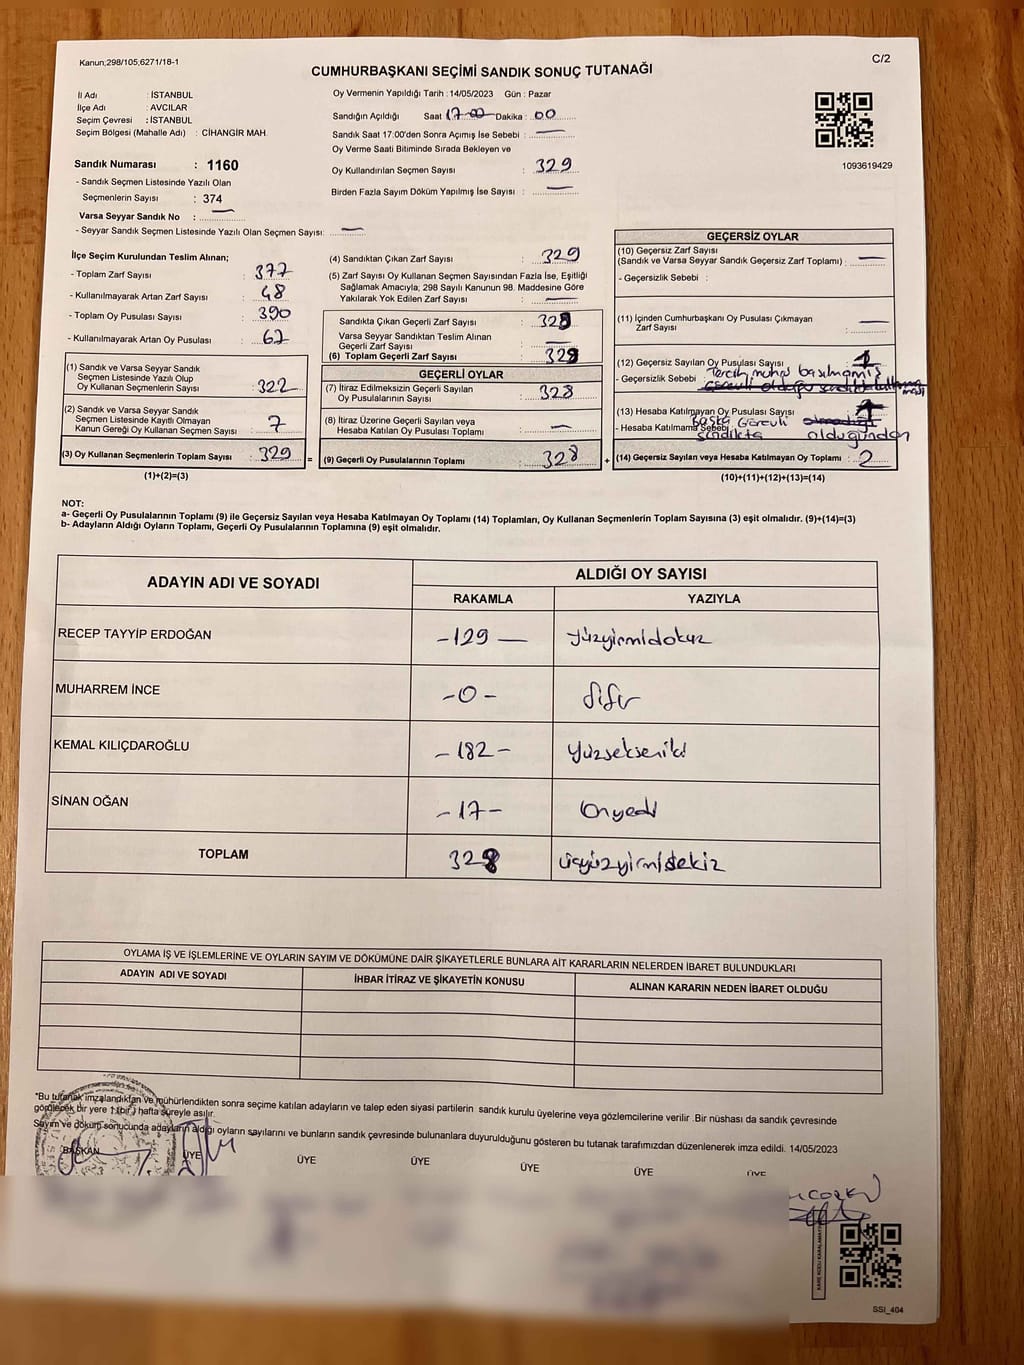 Kanun;298/105,6271/18-1
C/2
CUMHURBAŞKANI SEÇİMİ SANDIK SONUÇ TUTANAĞI
İl Adı : İSTANBUL
İlçe Adı : AVCILAR
Seçim Çevresi : İSTANBUL
Seçim Bölgesi (Mahalle Adı) : CİHANGİR MAH.
Oy Vermenin Yapıldığı Tarih :14/05/2023 Gün : Pazar
Sandığın Açıldığı Saat 17.00 Dakika : 00
Sandık Saat 17:00'den Sonra Açımış İse Sebebi : —
Oy Verme Saati Bitiminde Sırada Bekleyen ve
Oy Kullandırılan Seçmen Sayısı : 329
Birden Fazla Sayım Döküm Yapılmış İse Sayısı : —
1093619429
Sandık Numarası : 1160
- Sandık Seçmen Listesinde Yazılı Olan
Seçmenlerin Sayısı : 374
Varsa Seyyar Sandık No : —
- Seyyar Sandık Seçmen Listesinde Yazılı Olan Seçmen Sayısı: —
İlçe Seçim Kurulundan Teslim Alınan;
- Toplam Zarf Sayısı : 377
- Kullanılmayarak Artan Zarf Sayısı : 48
- Toplam Oy Pusulası Sayısı : 390
- Kullanılmayarak Artan Oy Pusulası : 62
(1) Sandık ve Varsa Seyyar Sandık
Seçmen Listesinde Yazılı Olup
Oy Kullanan Seçmenlerin Sayısı : 322
(2) Sandık ve Varsa Seyyar Sandık
Seçmen Listesinde Kayıtlı Olmayan
Kanun Gereği Oy Kullanan Seçmen Sayısı : 7
(3) Oy Kullanan Seçmenlerin Toplam Sayısı : 329
(1)+(2)=(3)
(4) Sandıktan Çıkan Zarf Sayısı : 329
(5) Zarf Sayısı Oy Kullanan Seçmen Sayısından Fazla İse, Eşitliği
Sağlamak Amacıyla, 298 Sayılı Kanunun 98. Maddesine Göre
Yakılarak Yok Edilen Zarf Sayısı : —
Sandıkta Çıkan Geçerli Zarf Sayısı : 328
Varsa Seyyar Sandıktan Teslim Alınan
Geçerli Zarf Sayısı : —
(6) Toplam Geçerli Zarf Sayısı : 328
GEÇERLİ OYLAR
(7) İtiraz Edilmeksizin Geçerli Sayılan
Oy Pusulalarının Sayısı : 328
(8) İtiraz Üzerine Geçerli Sayılan veya
Hesaba Katılan Oy Pusulası Toplamı : —
= (9) Geçerli Oy Pusulalarının Toplamı : 328 +
GEÇERSİZ OYLAR
(10) Geçersiz Zarf Sayısı
(Sandık ve Varsa Seyyar Sandık Geçersiz Zarf Toplamı) : —
- Geçersizlik Sebebi :
(11) İçinden Cumhurbaşkanı Oy Pusulası Çıkmayan
Zarf Sayısı : —
(12) Geçersiz Sayılan Oy Pusulası Sayısı : 1
- Geçersizlik Sebebi : Tercih mührü basılmamış
(13) Hesaba Katılmayan Oy Pusulası Sayısı : 1
- Hesaba Katılmama Sebebi Başka Görevli
sandıkta olduğundan
(14) Geçersiz Sayılan veya Hesaba Katılmayan Oy Toplamı : 2
(10)+(11)+(12)+(13)=(14)
NOT:
a- Geçerli Oy Pusulalarının Toplamı (9) ile Geçersiz Sayılan veya Hesaba Katılmayan Oy Toplamı (14) Toplamları, Oy Kullanan Seçmenlerin Toplam Sayısına (3) eşit olmalıdır. (9)+(14)=(3)
b- Adayların Aldığı Oyların Toplamı, Geçerli Oy Pusulalarının Toplamına (9) eşit olmalıdır.
ADAYIN ADI VE SOYADI
ALDIĞI OY SAYISI
RAKAMLA YAZIYLA
RECEP TAYYİP ERDOĞAN -129 — Yüzyirmidokuz
MUHARREM İNCE -0- Sıfır
KEMAL KILIÇDAROĞLU -182- Yüzsekseniki
SİNAN OĞAN -17- Onyedi
TOPLAM 328 üçyüzyirmisekiz
OYLAMA İŞ VE İŞLEMLERİNE VE OYLARIN SAYIM VE DÖKÜMÜNE DAİR ŞİKAYETLERLE BUNLARA AİT KARARLARIN NELERDEN İBARET BULUNDUKLARI
ADAYIN ADI VE SOYADI İHBAR İTİRAZ VE ŞİKAYETİN KONUSU ALINAN KARARIN NEDEN İBARET OLDUĞU
*Bu tutanak imzalandıktan ve mühürlendikten sonra seçime katılan adayların ve talep eden siyasi partilerin sandık kurulu üyelerine veya gözlemcilerine verilir .Bir nüshası da sandık çevresinde
görülecek bir yere 1 (bir) hafta süreyle asılır.
Sayım ve döküm sonucunda adayların aldığı oyların sayılarını ve bunların sandık çevresinde bulunanlara duyurulduğunu gösteren bu tutanak tarafımızdan düzenlenerek imza edildi. 14/05/2023
BAŞKAN ÜYE ÜYE ÜYE ÜYE ÜYE ÜYE
KARE KODU KARALAMAYINIZ
SSI_404